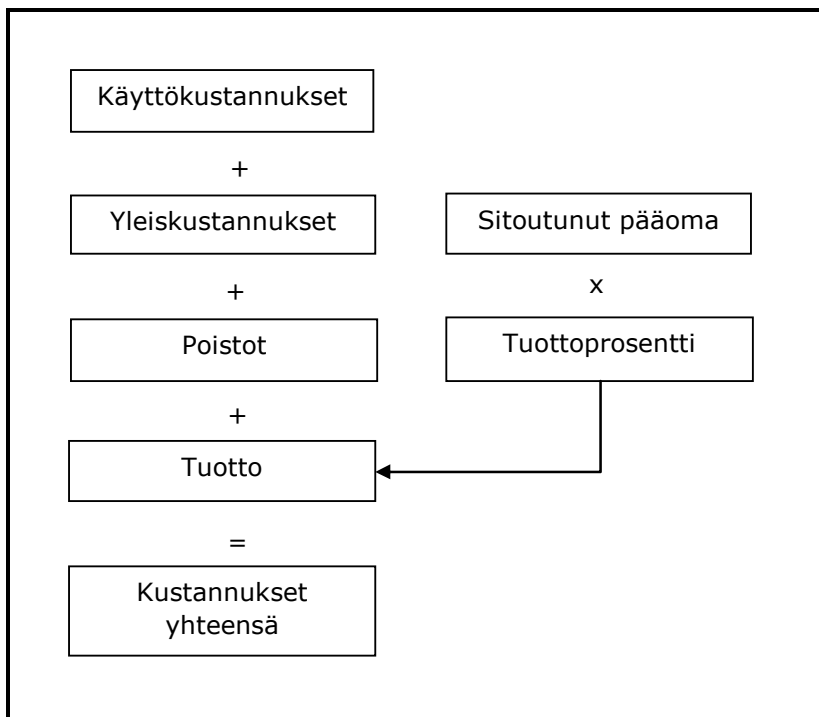 Käyttökustannukset
+
Yleiskustannukset
Sitoutunut pääoma
+
x
Poistot
Tuottoprosentti
+
Tuotto
=
Kustannukset
yhteensä